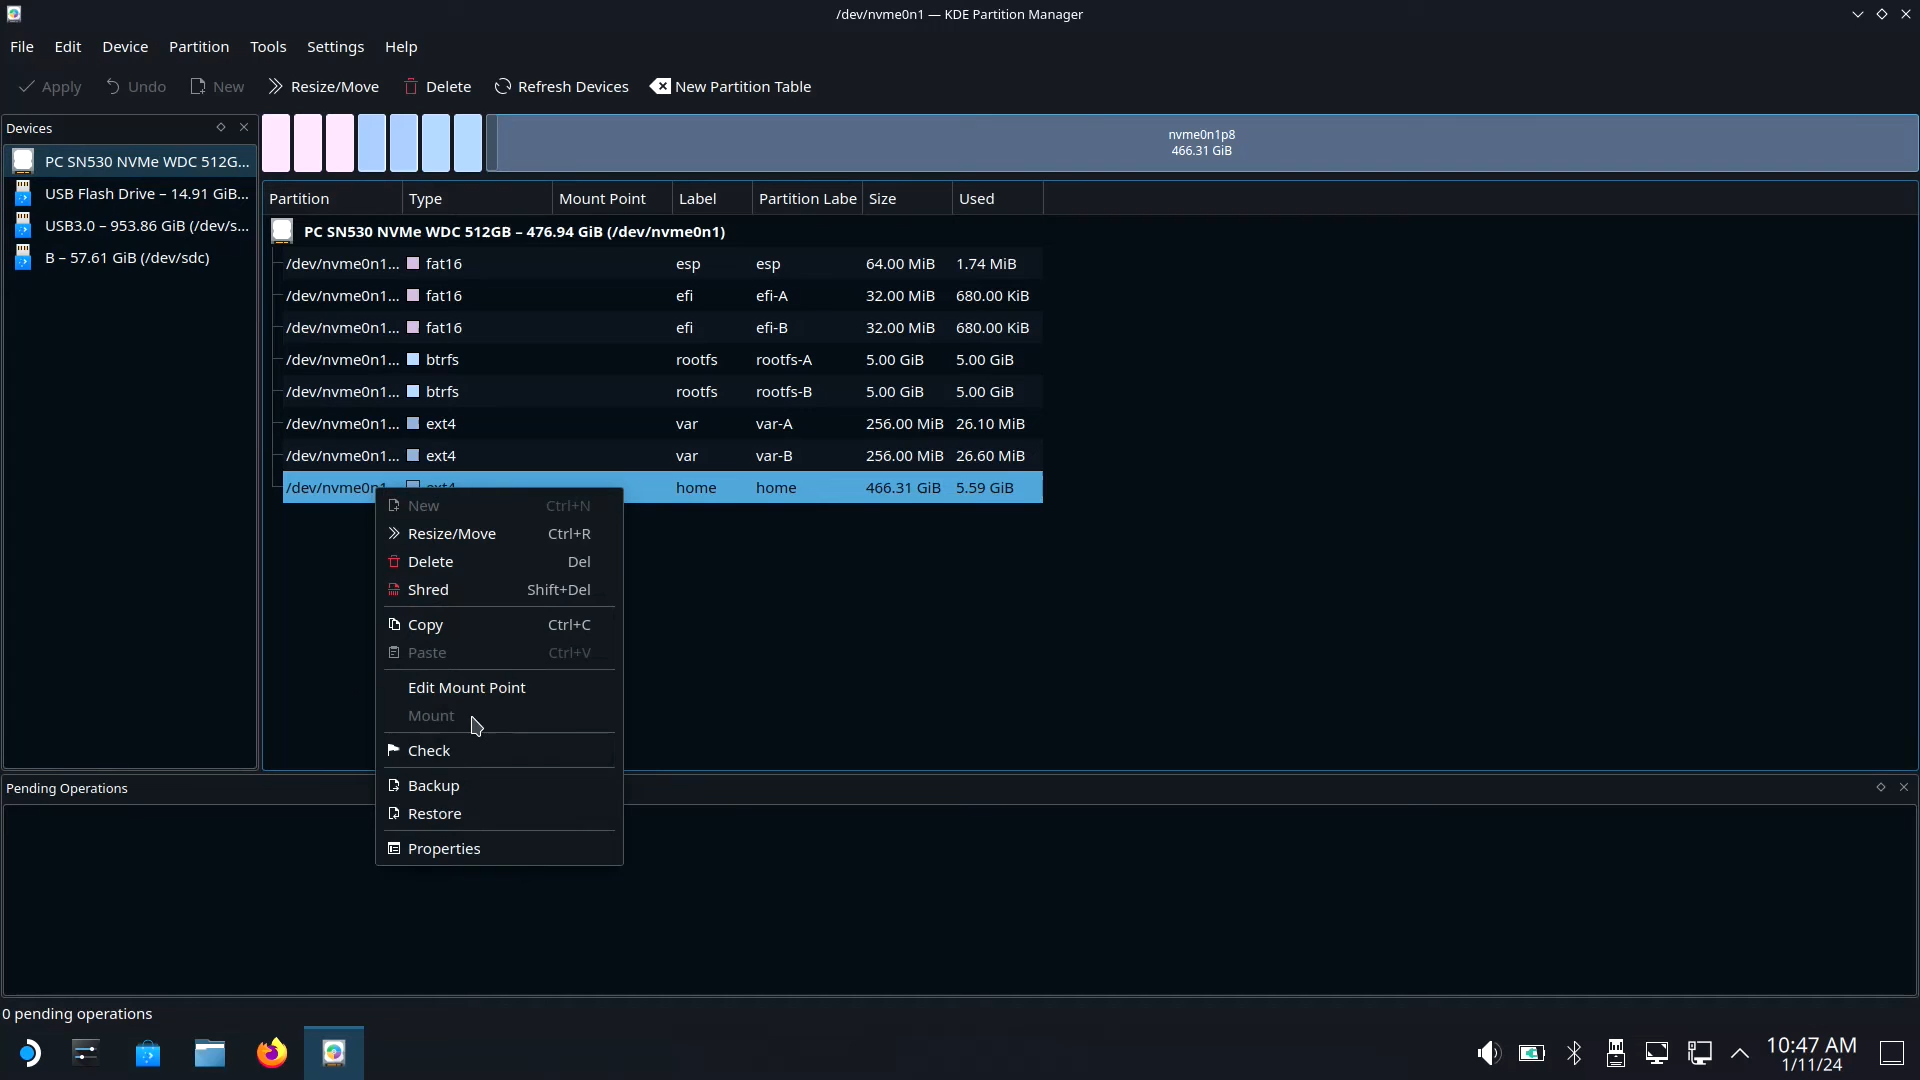 /dev/nvme0n1 — KDE Partition Manager
File Edit Device Partition Tools Settings Help
Apply Undo New Resize/Move Delete Refresh Devices New Partition Table
Devices
PC SN530 NVMe WDC 512G...
USB Flash Drive – 14.91 GiB...
USB3.0 – 953.86 GiB (/dev/s...
B – 57.61 GiB (/dev/sdc)
nvme0n1p8
466.31 GiB
Partition Type Mount Point Label Partition Labe Size Used
PC SN530 NVMe WDC 512GB – 476.94 GiB (/dev/nvme0n1)
/dev/nvme0n1... fat16 esp esp 64.00 MiB 1.74 MiB
/dev/nvme0n1... fat16 efi efi-A 32.00 MiB 680.00 KiB
/dev/nvme0n1... fat16 efi efi-B 32.00 MiB 680.00 KiB
/dev/nvme0n1... btrfs rootfs rootfs-A 5.00 GiB 5.00 GiB
/dev/nvme0n1... btrfs rootfs rootfs-B 5.00 GiB 5.00 GiB
/dev/nvme0n1... ext4 var var-A 256.00 MiB 26.10 MiB
/dev/nvme0n1... ext4 var var-B 256.00 MiB 26.60 MiB
/dev/nvme0n1 ext4 home home 466.31 GiB 5.59 GiB
New Ctrl+N
Resize/Move Ctrl+R
Delete Del
Shred Shift+Del
Copy Ctrl+C
Paste Ctrl+V
Edit Mount Point
Mount
Check
Backup
Restore
Properties
Pending Operations
0 pending operations
10:47 AM
1/11/24